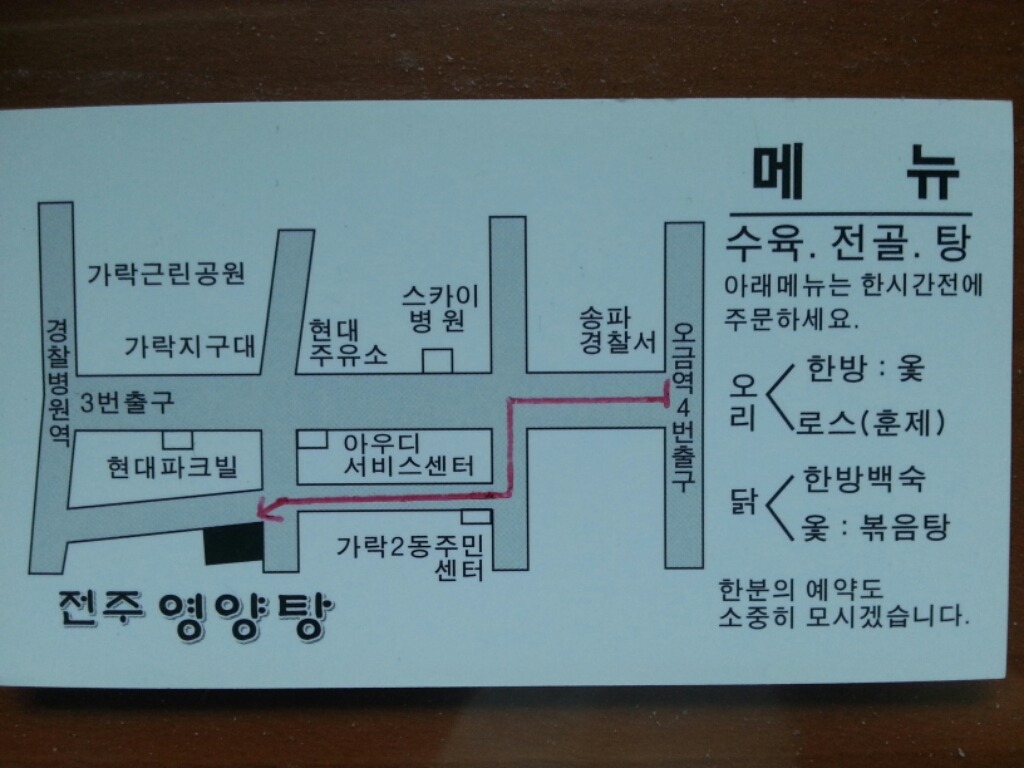 메 뉴
수육. 전골. 탕
아래메뉴는 한시간전에
주문하세요.
오리
한방 : 옻
로스(훈제)
닭
한방백숙
옻 : 볶음탕
한분의 예약도
소중히 모시겠습니다.
가락근린공원
가락지구대
경찰병원역
3번출구
현대
주유소
스카이
병원
송파
경찰서
오금역4번출구
현대파크빌
아우디
서비스센터
가락2동주민
센터
전주 영양탕